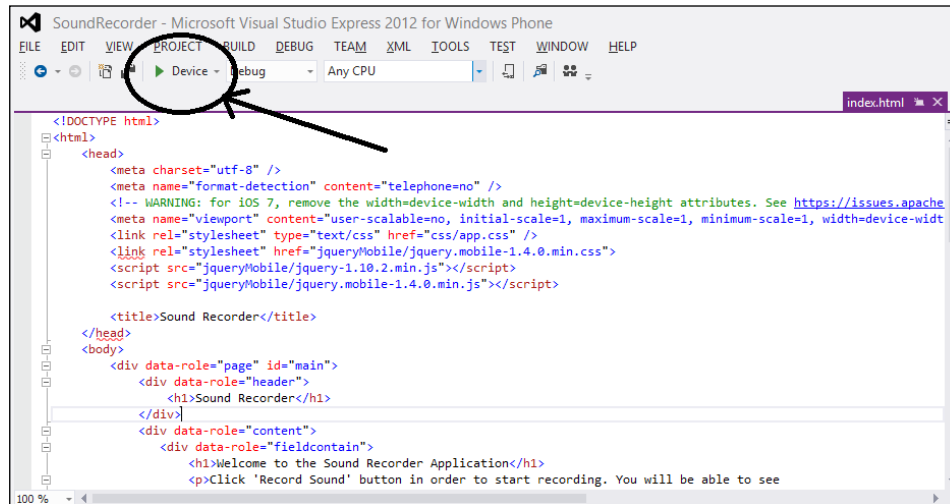 SoundRecorder - Microsoft Visual Studio Express 2012 for Windows Phone
FILE EDIT VIEW PROJECT BUILD DEBUG TEAM XML TOOLS TEST WINDOW HELP
Device Debug Any CPU
index.html
<!DOCTYPE html>
<html>
<head>
<meta charset="utf-8" />
<meta name="format-detection" content="telephone=no" />
<!-- WARNING: for iOS 7, remove the width=device-width and height=device-height attributes. See https://issues.apache
<meta name="viewport" content="user-scalable=no, initial-scale=1, maximum-scale=1, minimum-scale=1, width=device-widt
<link rel="stylesheet" type="text/css" href="css/app.css" />
<link rel="stylesheet" href="jqueryMobile/jquery.mobile-1.4.0.min.css">
<script src="jqueryMobile/jquery-1.10.2.min.js"></script>
<script src="jqueryMobile/jquery.mobile-1.4.0.min.js"></script>
<title>Sound Recorder</title>
</head>
<body>
<div data-role="page" id="main">
<div data-role="header">
<h1>Sound Recorder</h1>
</div>
<div data-role="content">
<div data-role="fieldcontain">
<h1>Welcome to the Sound Recorder Application</h1>
<p>Click 'Record Sound' button in order to start recording. You will be able to see
100 %